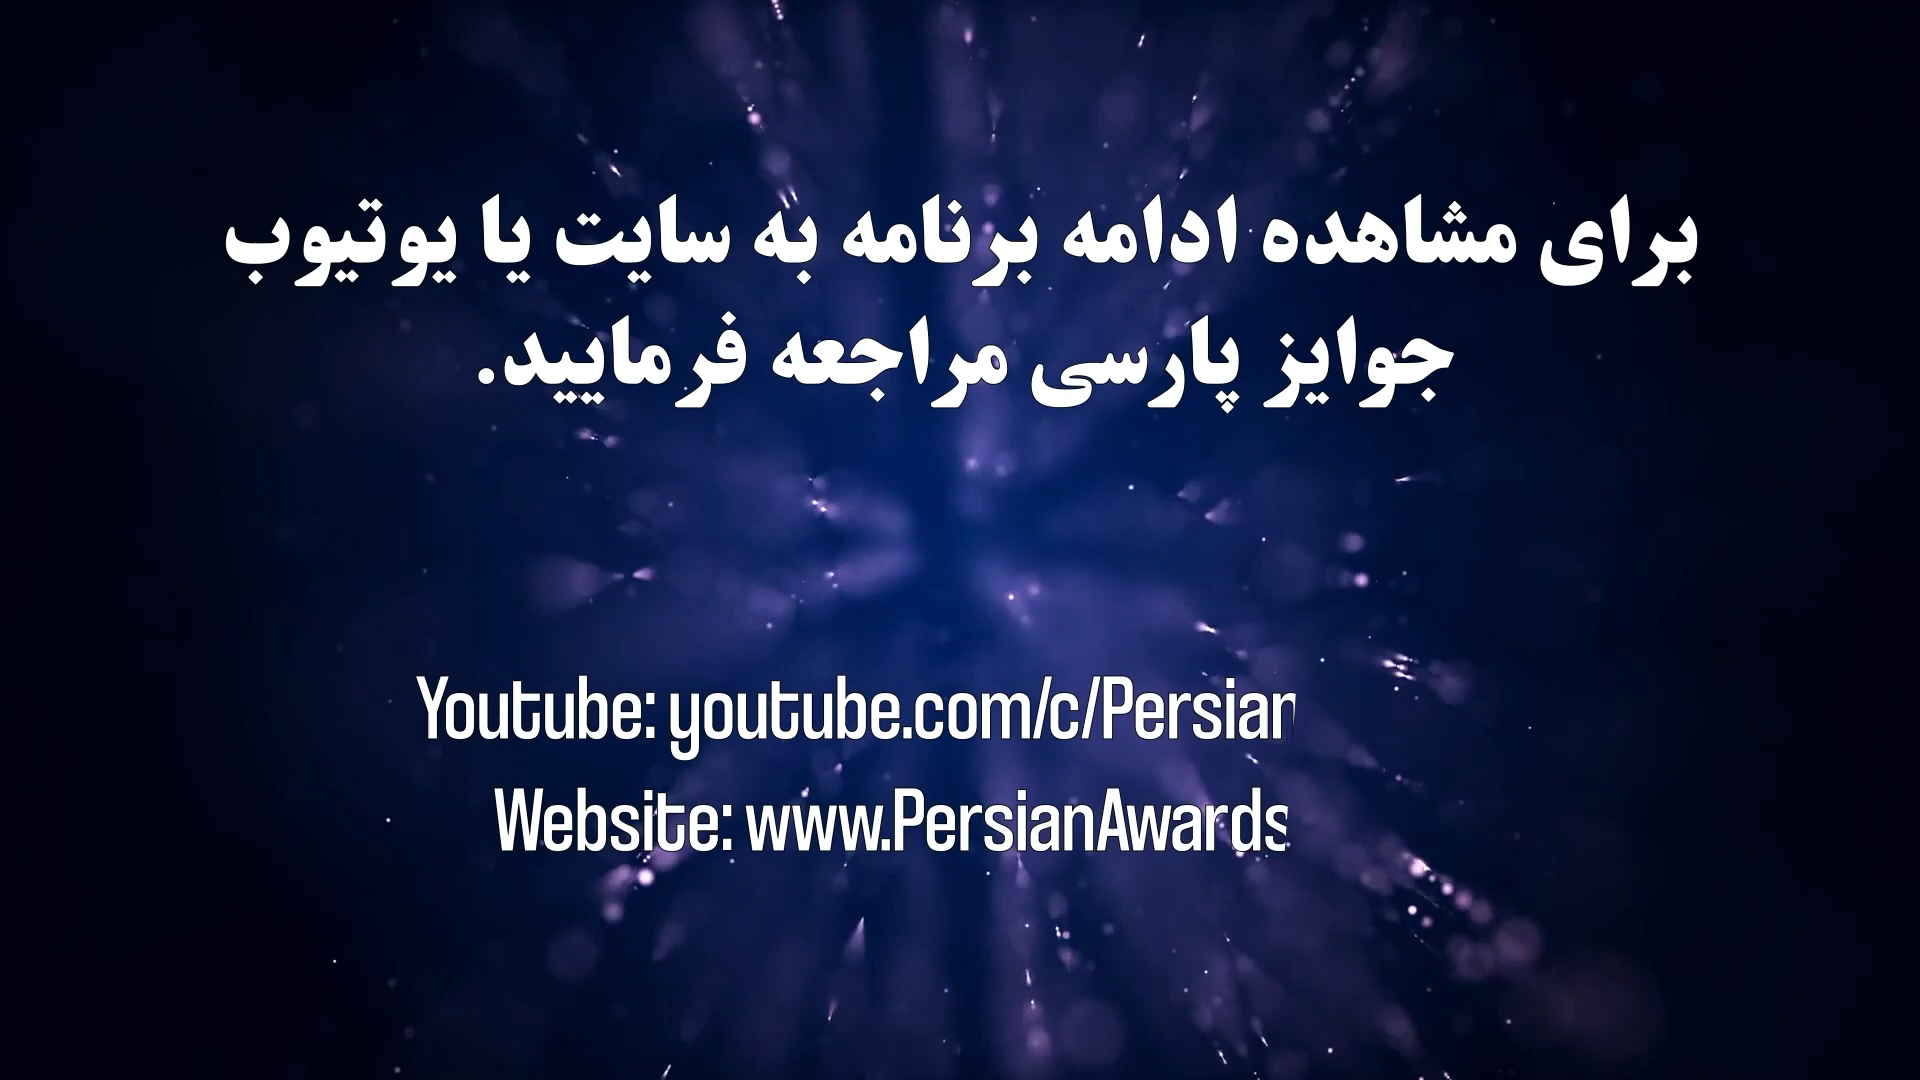 برای مشاهده ادامه برنامه به سایت یا یوتیوب
جوایز پارسی مراجعه فرمایید.
Youtube: youtube.com/c/Persian
Website: www.PersianAwards